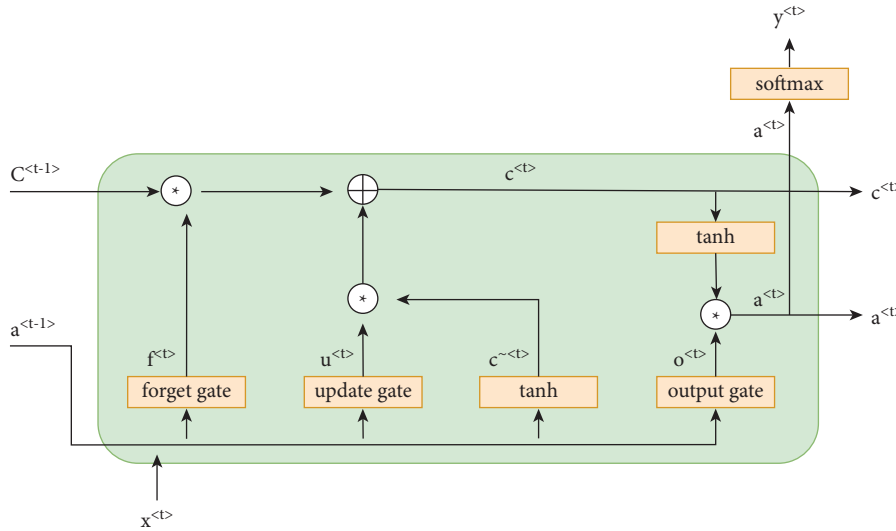 y<t>
softmax
a<t>
C<t-1>
*
c<t>
c<t>
tanh
*
*
a<t>
a<t>
a<t-1>
f<t>
u<t>
c~<t>
o<t>
forget gate
update gate
tanh
output gate
x<t>